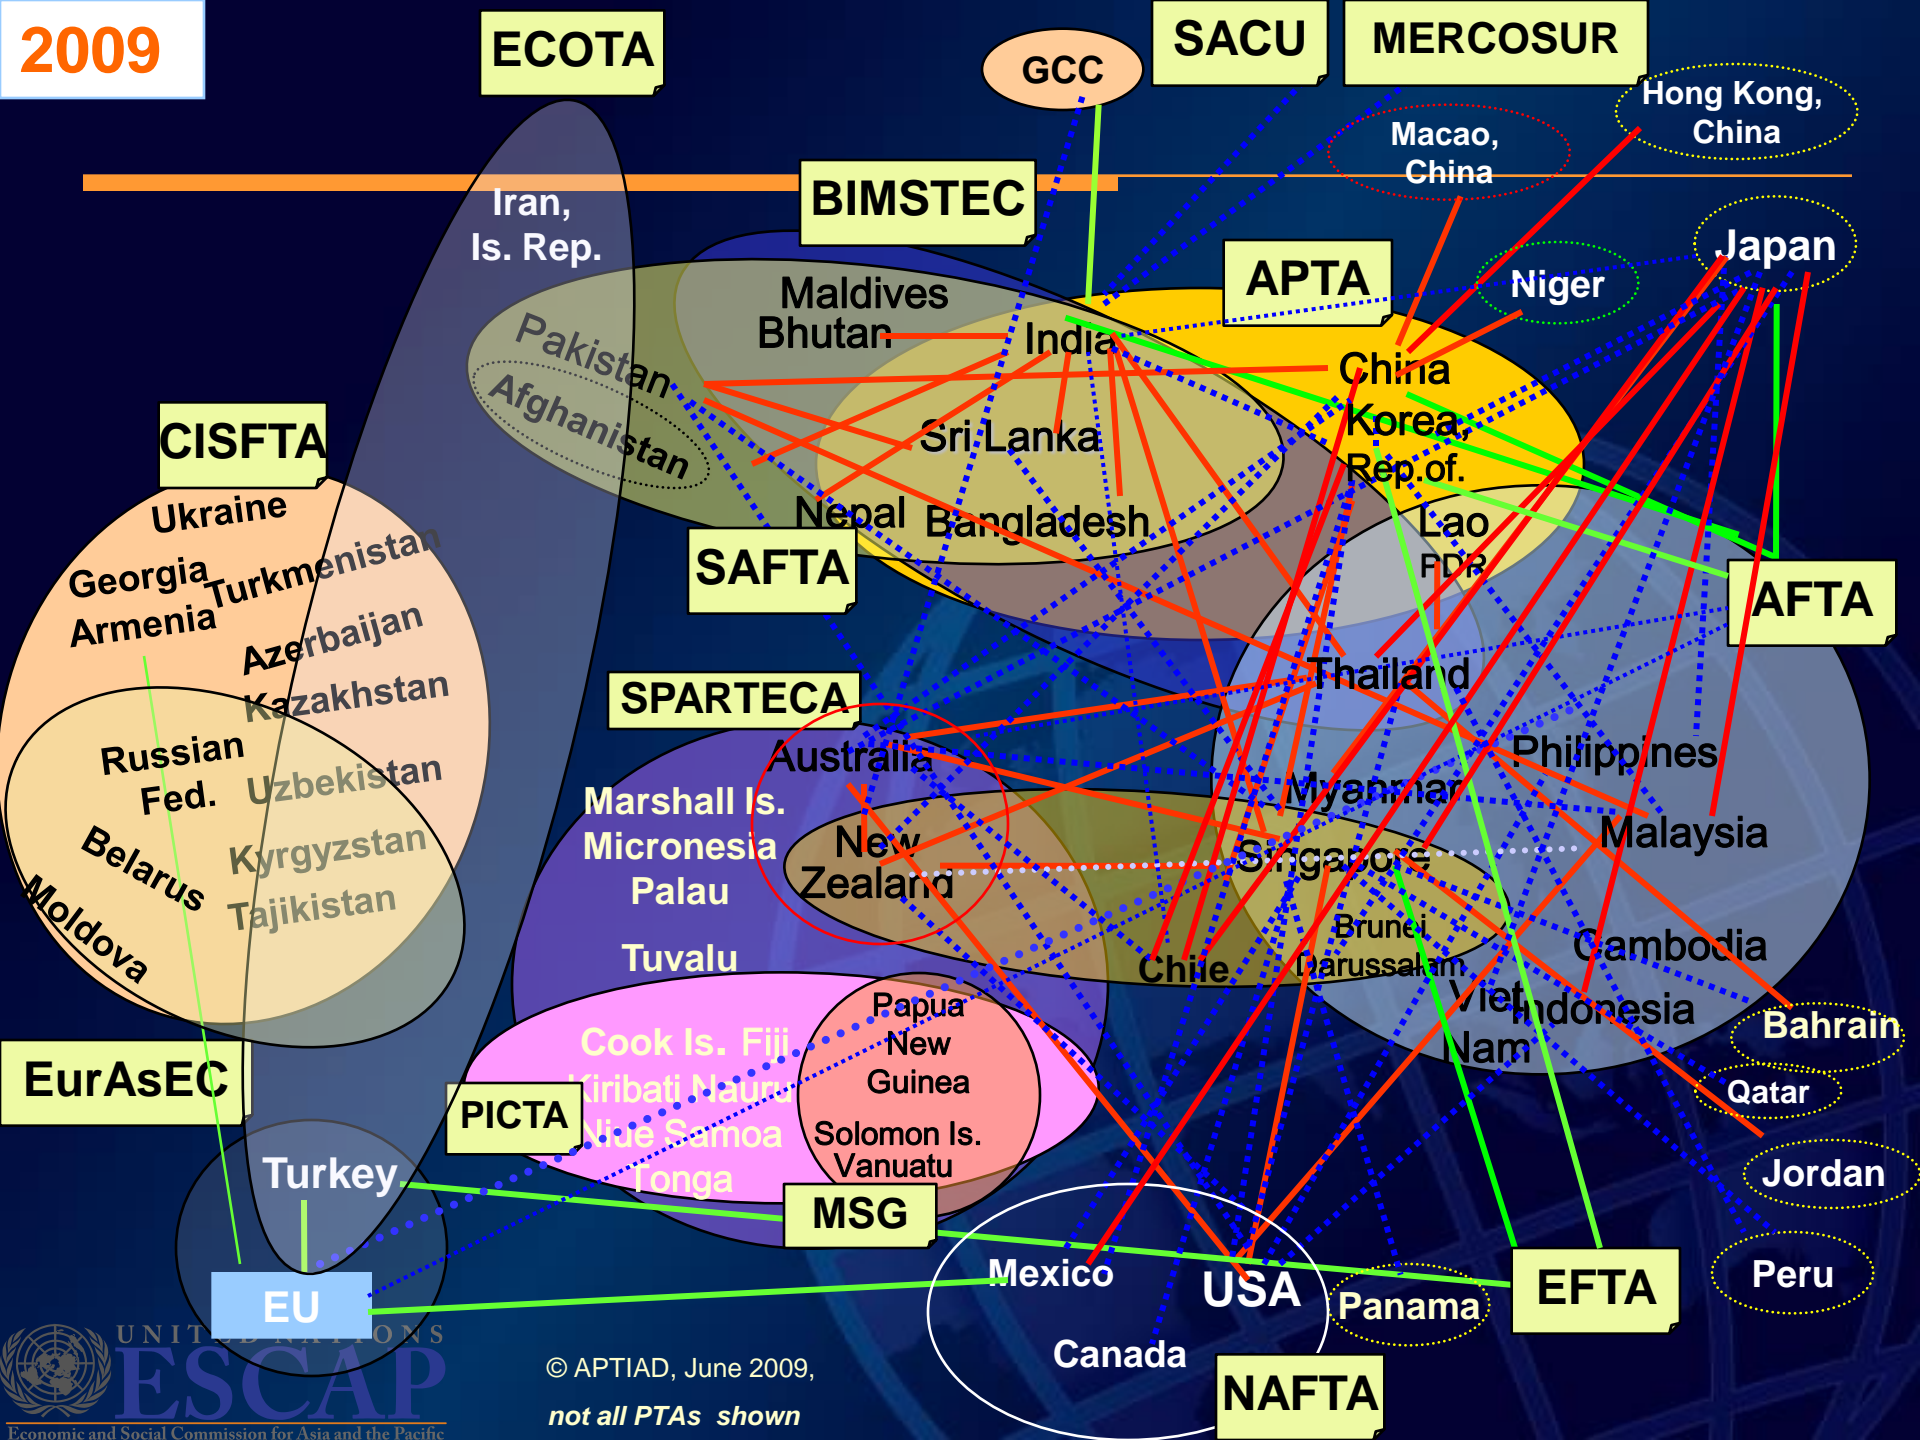 2009
ECOTA
GCC
SACU
MERCOSUR
Hong Kong,
China
Macao,
China
BIMSTEC
Iran,
Is. Rep.
APTA
Niger
Japan
Maldives
Bhutan
India
Pakistan
Afghanistan
China
Korea,
Rep.of.
Sri Lanka
Nepal
Bangladesh
Lao
PDR
CISFTA
SAFTA
AFTA
Ukraine
Georgia
Turkmenistan
Armenia
Azerbaijan
Kazakhstan
Russian
Fed.
Uzbekistan
Belarus
Kyrgyzstan
Moldova
Tajikistan
SPARTECA
Thailand
Australia
Philippines
Myanmar
Marshall Is.
Micronesia
Palau
Tuvalu
New
Zealand
Singapore
Malaysia
Brunei
Darussalam
Chile
Cambodia
Viet
Nam
Indonesia
Bahrain
Qatar
Jordan
Peru
EurAsEC
PICTA
Cook Is. Fiji
Kiribati Nauru
Niue Samoa
Tonga
Papua
New
Guinea
Solomon Is.
Vanuatu
MSG
Turkey
EU
Mexico
USA
Canada
Panama
EFTA
NAFTA
UNITED NATIONS
ESCAP
Economic and Social Commission for Asia and the Pacific
© APTIAD, June 2009,
not all PTAs shown